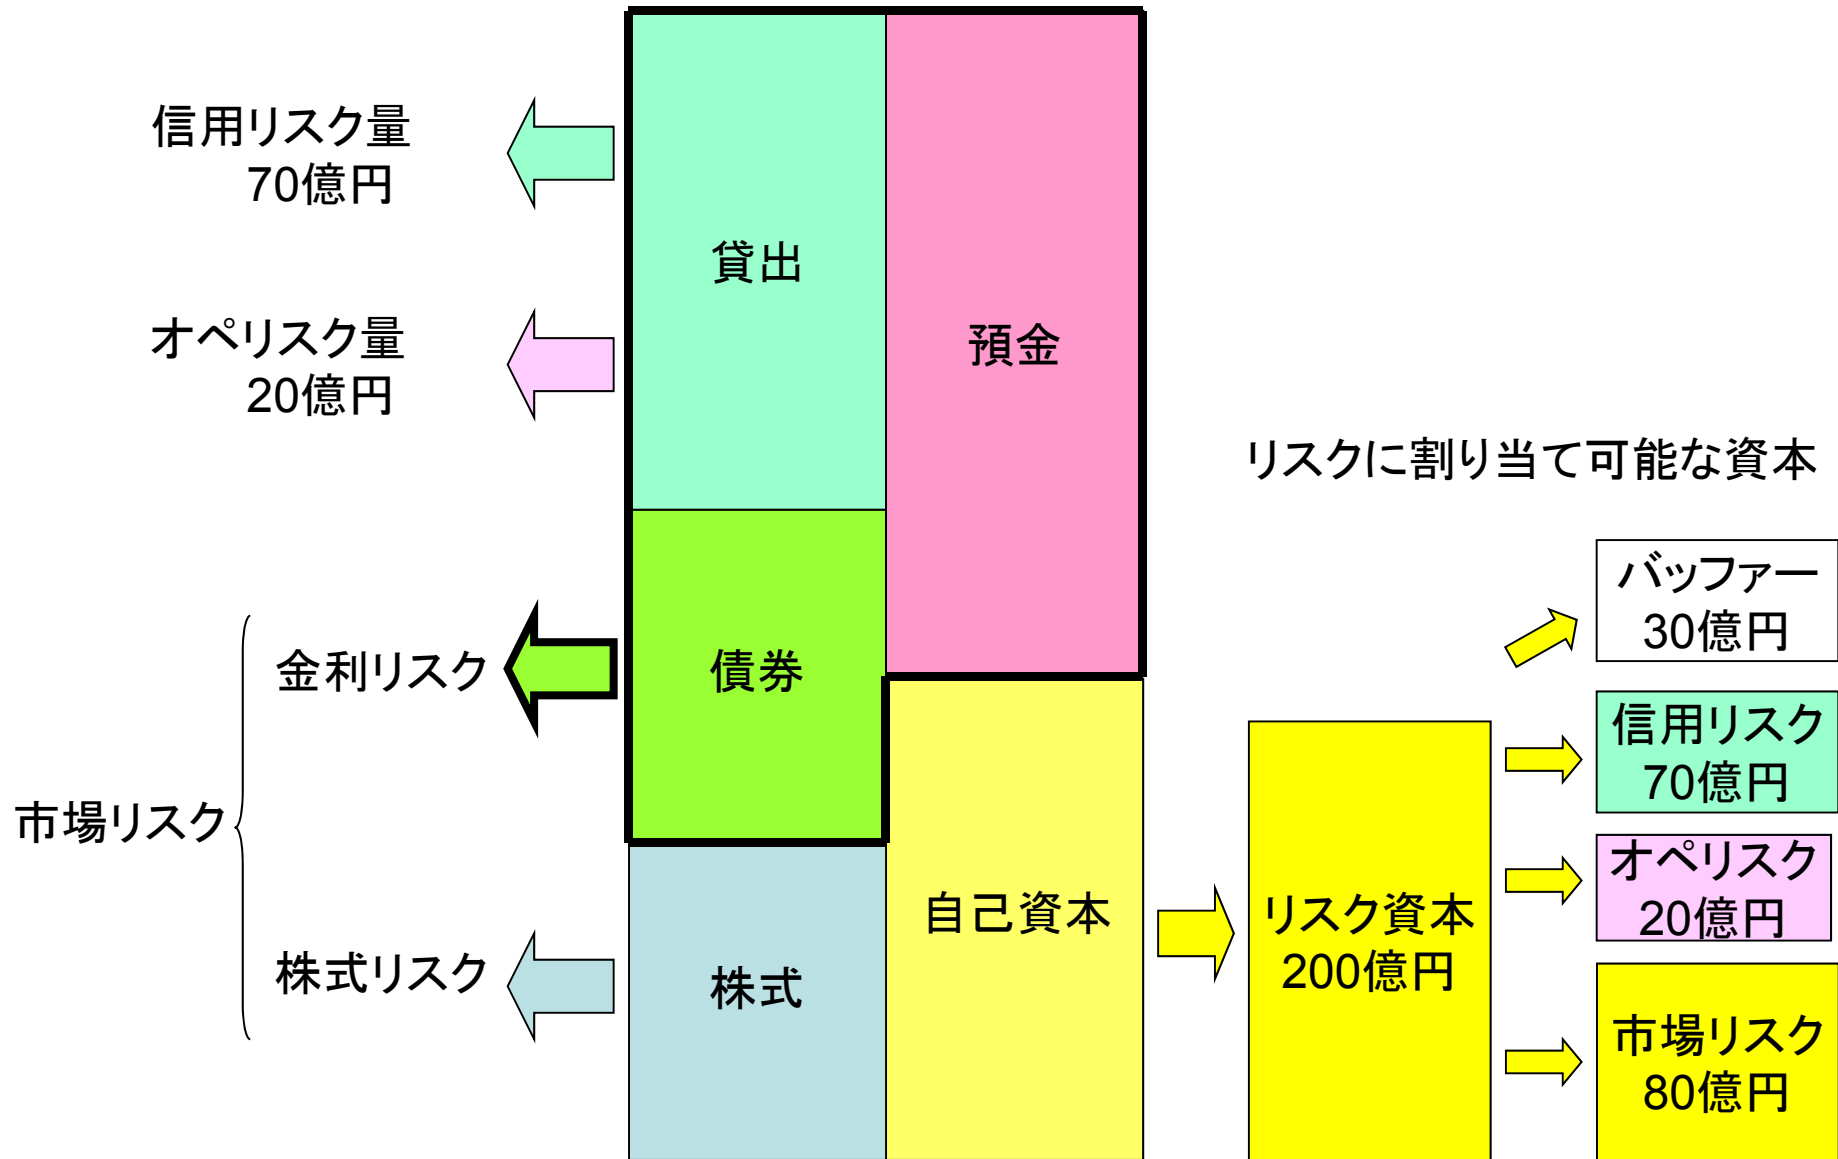 信用リスク量
70億円
オペリスク量
20億円
市場リスク
金利リスク
株式リスク
貸出
債券
株式
預金
自己資本
リスクに割り当て可能な資本
リスク資本
200億円
バッファー
30億円
信用リスク
70億円
オペリスク
20億円
市場リスク
80億円